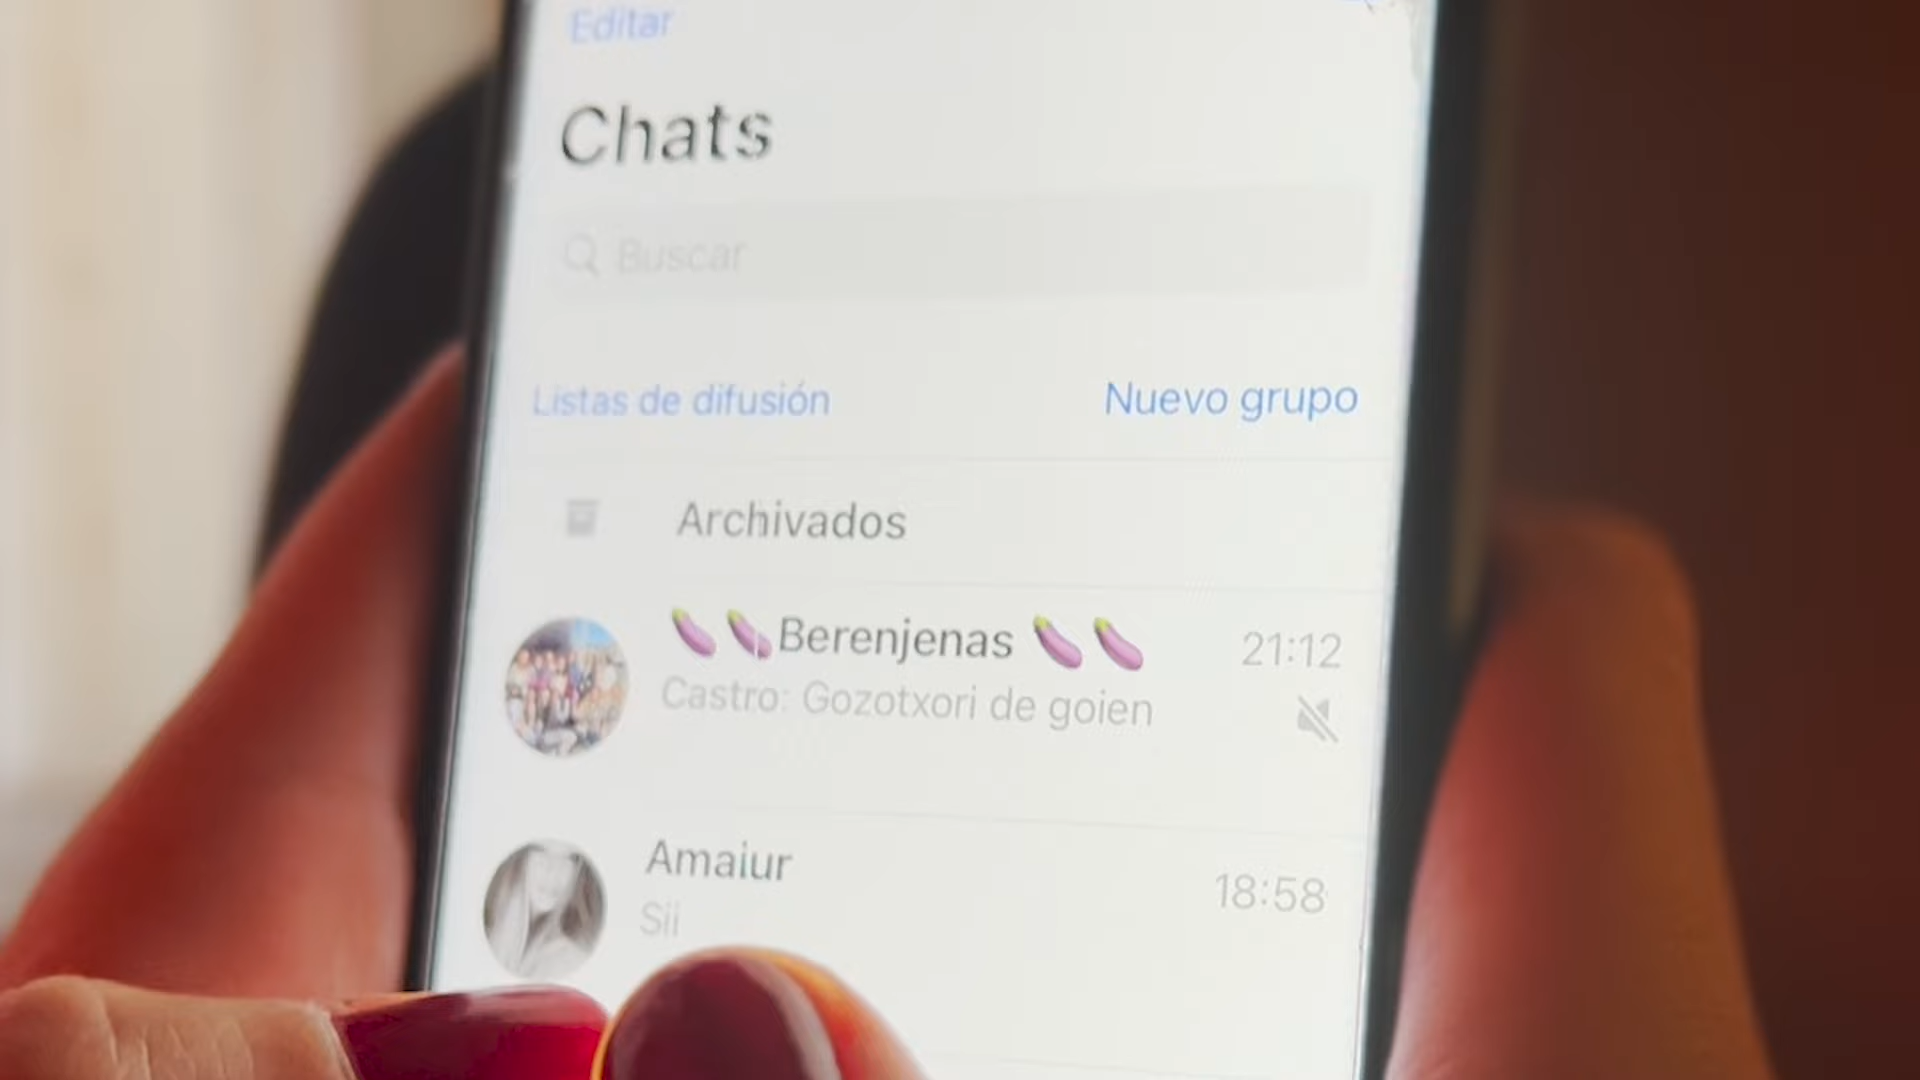 Editar
Chats
Buscar
Listas de difusión
Nuevo grupo
Archivados
🍆🍆Berenjenas 🍆🍆
21:12
Castro: Gozotxori de goien
Amaiur
18:58
Sii